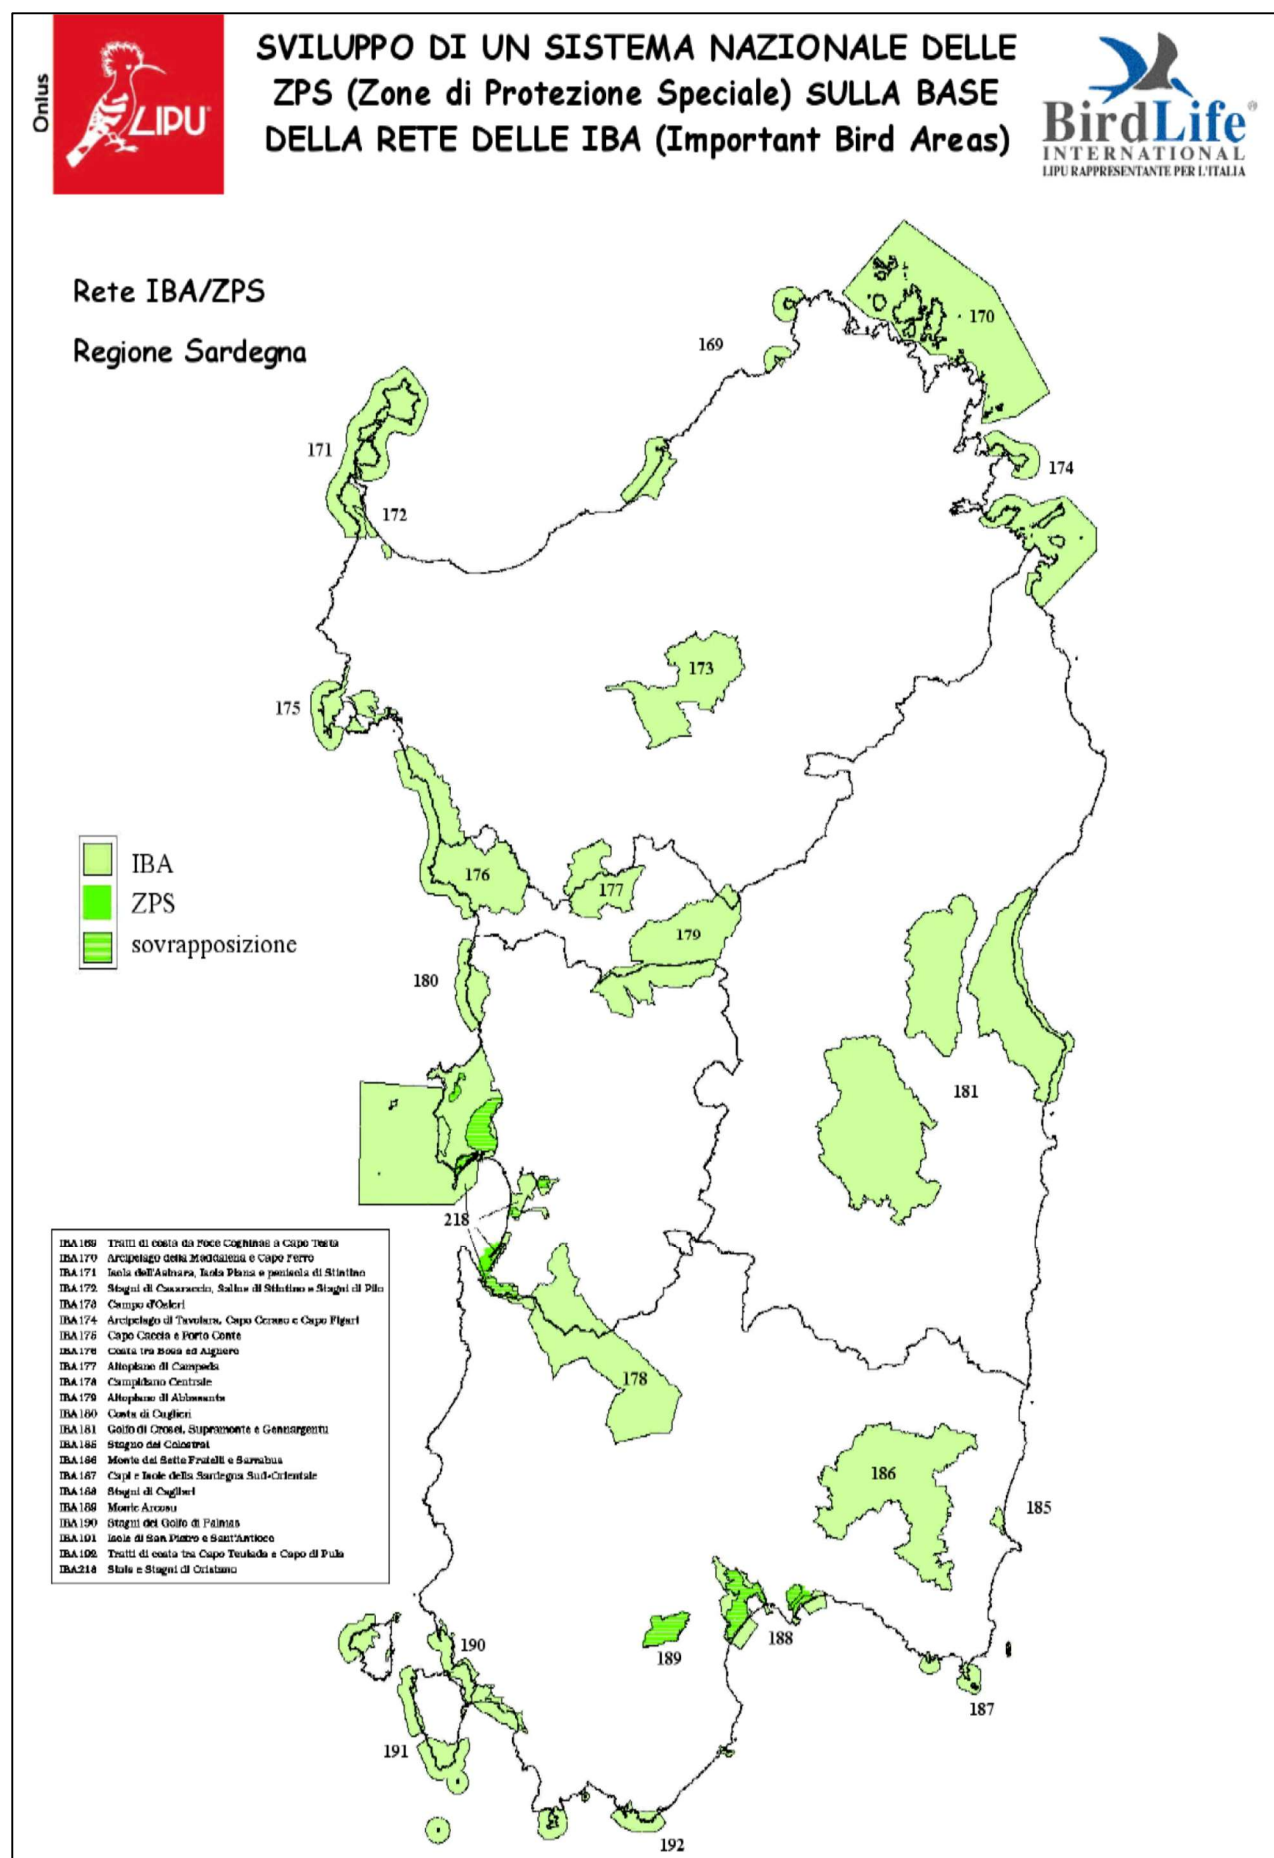 Onlus
LIPU
SVILUPPO DI UN SISTEMA NAZIONALE DELLE
ZPS (Zone di Protezione Speciale) SULLA BASE
DELLA RETE DELLE IBA (Important Bird Areas)
BirdLife®
INTERNATIONAL
LIPU RAPPRESENTANTE PER L'ITALIA
Rete IBA/ZPS
Regione Sardegna
170
169
171
174
172
173
175
IBA
ZPS
sovrapposizione
176
177
179
180
181
218
IBA169 Tratti di costa da Foce Coghinas a Capo Testa
IBA170 Arcipelago della Maddalena e Capo Ferro
IBA171 Isola dell'Asinara, Isola Piana e penisola di Stintino
IBA172 Stagni di Casaraccio, Saline di Stintino e Stagni di Pilo
IBA173 Campo d'Ozieri
IBA174 Arcipelago di Tavolara, Capo Ceraso e Capo Figari
IBA175 Capo Caccia e Porto Conte
IBA176 Costa tra Bosa ed Alghero
IBA177 Altopiano di Campeda
IBA178 Campidano Centrale
IBA179 Altopiano di Abbasanta
IBA180 Costa di Cuglieri
IBA181 Golfo di Orosei, Supramonte e Gennargentu
IBA185 Stagno dei Colostrai
IBA186 Monte dei Sette Fratelli e Sarrabus
IBA187 Capi e Isole della Sardegna Sud-Orientale
IBA188 Stagni di Cagliari
IBA189 Monte Arcosu
IBA190 Stagni del Golfo di Palmas
IBA191 Isole di San Pietro e Sant'Antioco
IBA192 Tratti di costa tra Capo Teulada e Capo di Pula
IBA218 Sinis e Stagni di Oristano
178
186
185
190
188
189
187
191
192